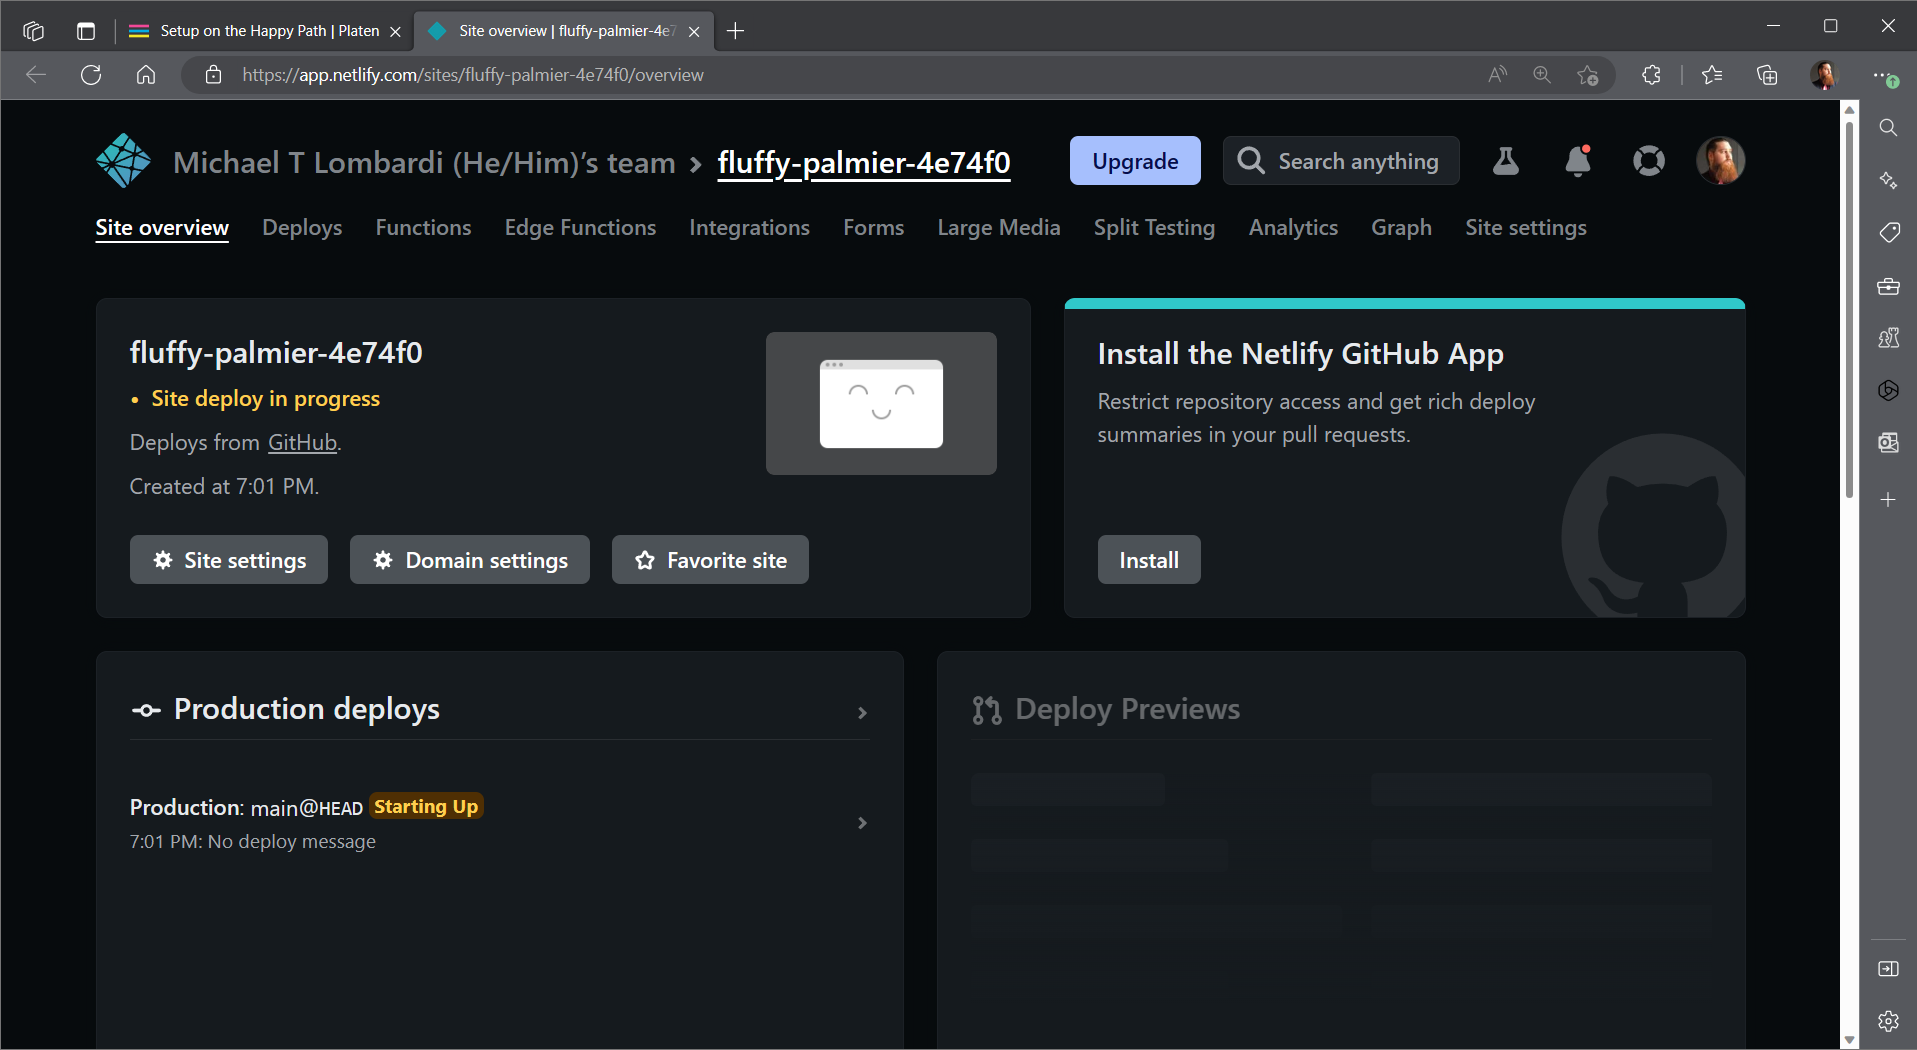 Setup on the Happy Path | Platen
Site overview | fluffy-palmier-4e7
https://app.netlify.com/sites/fluffy-palmier-4e74f0/overview
Michael T Lombardi (He/Him)’s team › fluffy-palmier-4e74f0
Upgrade
Search anything
Site overview Deploys Functions Edge Functions Integrations Forms Large Media Split Testing Analytics Graph Site settings
fluffy-palmier-4e74f0
• Site deploy in progress
Deploys from GitHub.
Created at 7:01 PM.
Site settings Domain settings Favorite site
Install the Netlify GitHub App
Restrict repository access and get rich deploy
summaries in your pull requests.
Install
Production deploys
Production: main@HEAD Starting Up
7:01 PM: No deploy message
Deploy Previews